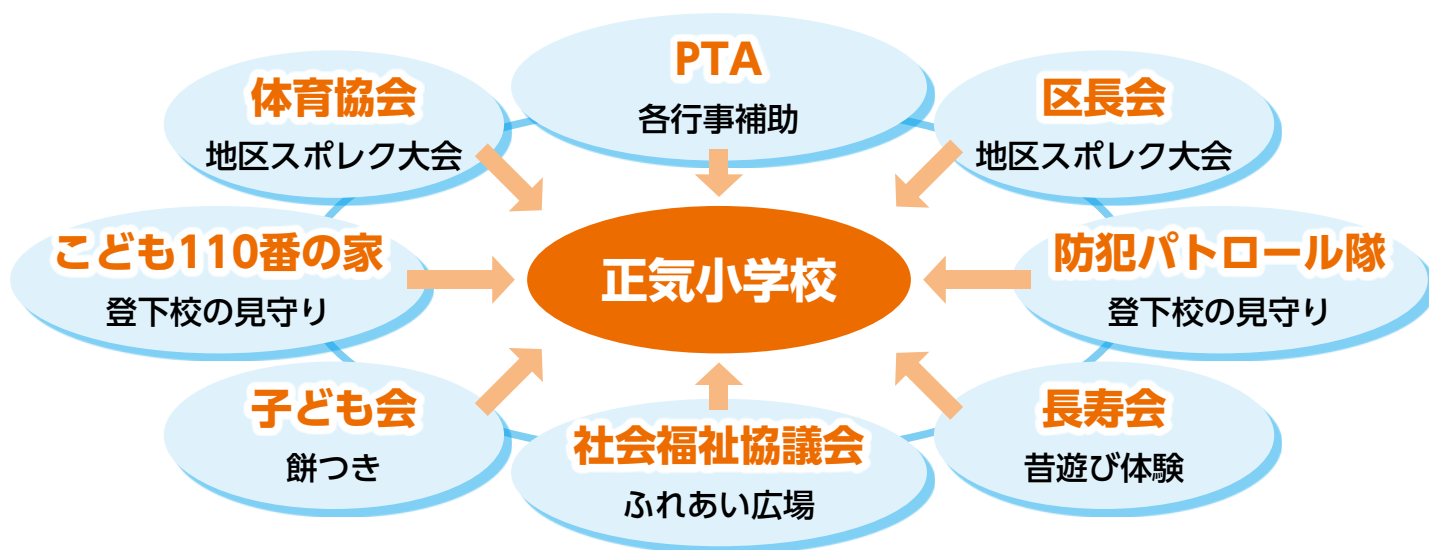 PTA
各行事補助
体育協会
地区スポレク大会
区長会
地区スポレク大会
こども110番の家
登下校の見守り
正気小学校
防犯パトロール隊
登下校の見守り
子ども会
餅つき
社会福祉協議会
ふれあい広場
長寿会
昔遊び体験